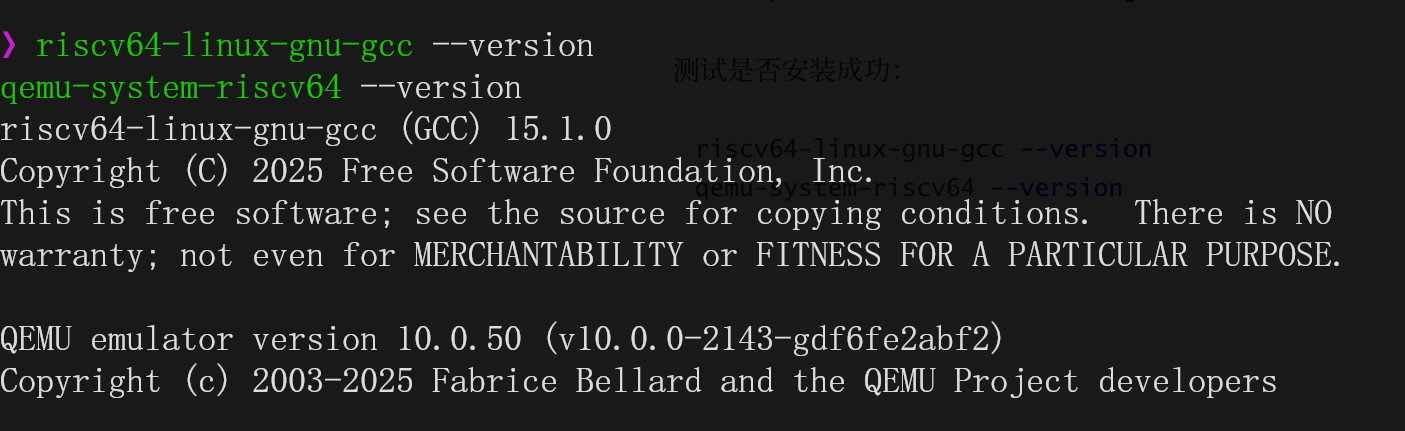 ❯ riscv64-linux-gnu-gcc --version
qemu-system-riscv64 --version
riscv64-linux-gnu-gcc (GCC) 15.1.0
Copyright (C) 2025 Free Software Foundation, Inc.
This is free software; see the source for copying conditions.  There is NO
warranty; not even for MERCHANTABILITY or FITNESS FOR A PARTICULAR PURPOSE.

QEMU emulator version 10.0.50 (v10.0.0-2143-gdf6fe2abf2)
Copyright (c) 2003-2025 Fabrice Bellard and the QEMU Project developers
测试是否安装成功：
riscv64-linux-gnu-gcc --version
qemu-system-riscv64 --version